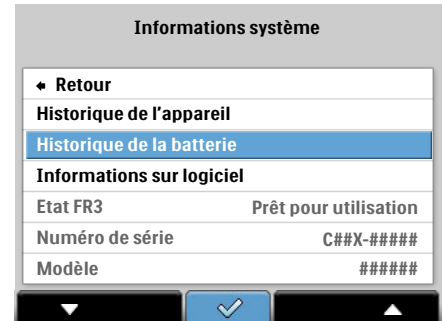 Informations système
Retour
Historique de l'appareil
Historique de la batterie
Informations sur logiciel
Etat FR3 Prêt pour utilisation
Numéro de série C##X-#####
Modèle ######